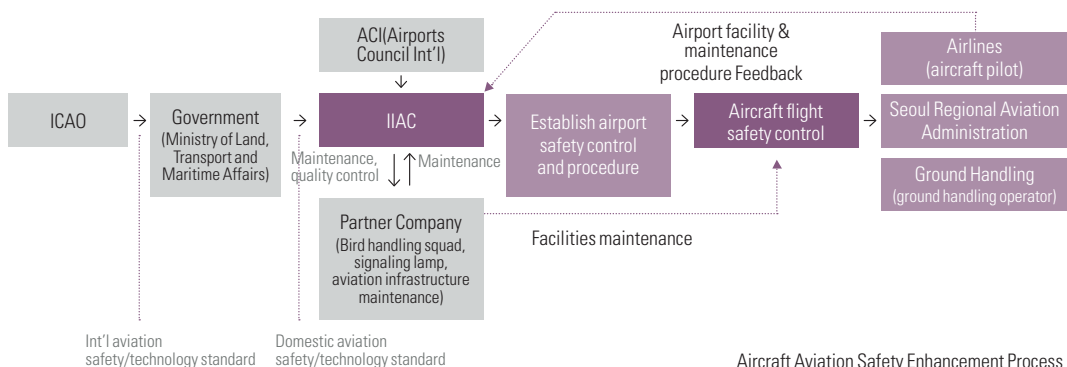 ACI(Airports
Council Int'l)
Airport facility &
maintenance
procedure Feedback
Airlines
(aircraft pilot)
ICAO
Government
(Ministry of Land,
Transport and
Maritime Affairs)
IIAC
Establish airport
safety control
and procedure
Aircraft flight
safety control
Seoul Regional Aviation
Administration
Maintenance,
quality control
Maintenance
Ground Handling
(ground handling operator)
Partner Company
(Bird handling squad,
signaling lamp,
aviation infrastructure
maintenance)
Facilities maintenance
Int'l aviation
safety/technology standard
Domestic aviation
safety/technology standard
Aircraft Aviation Safety Enhancement Process